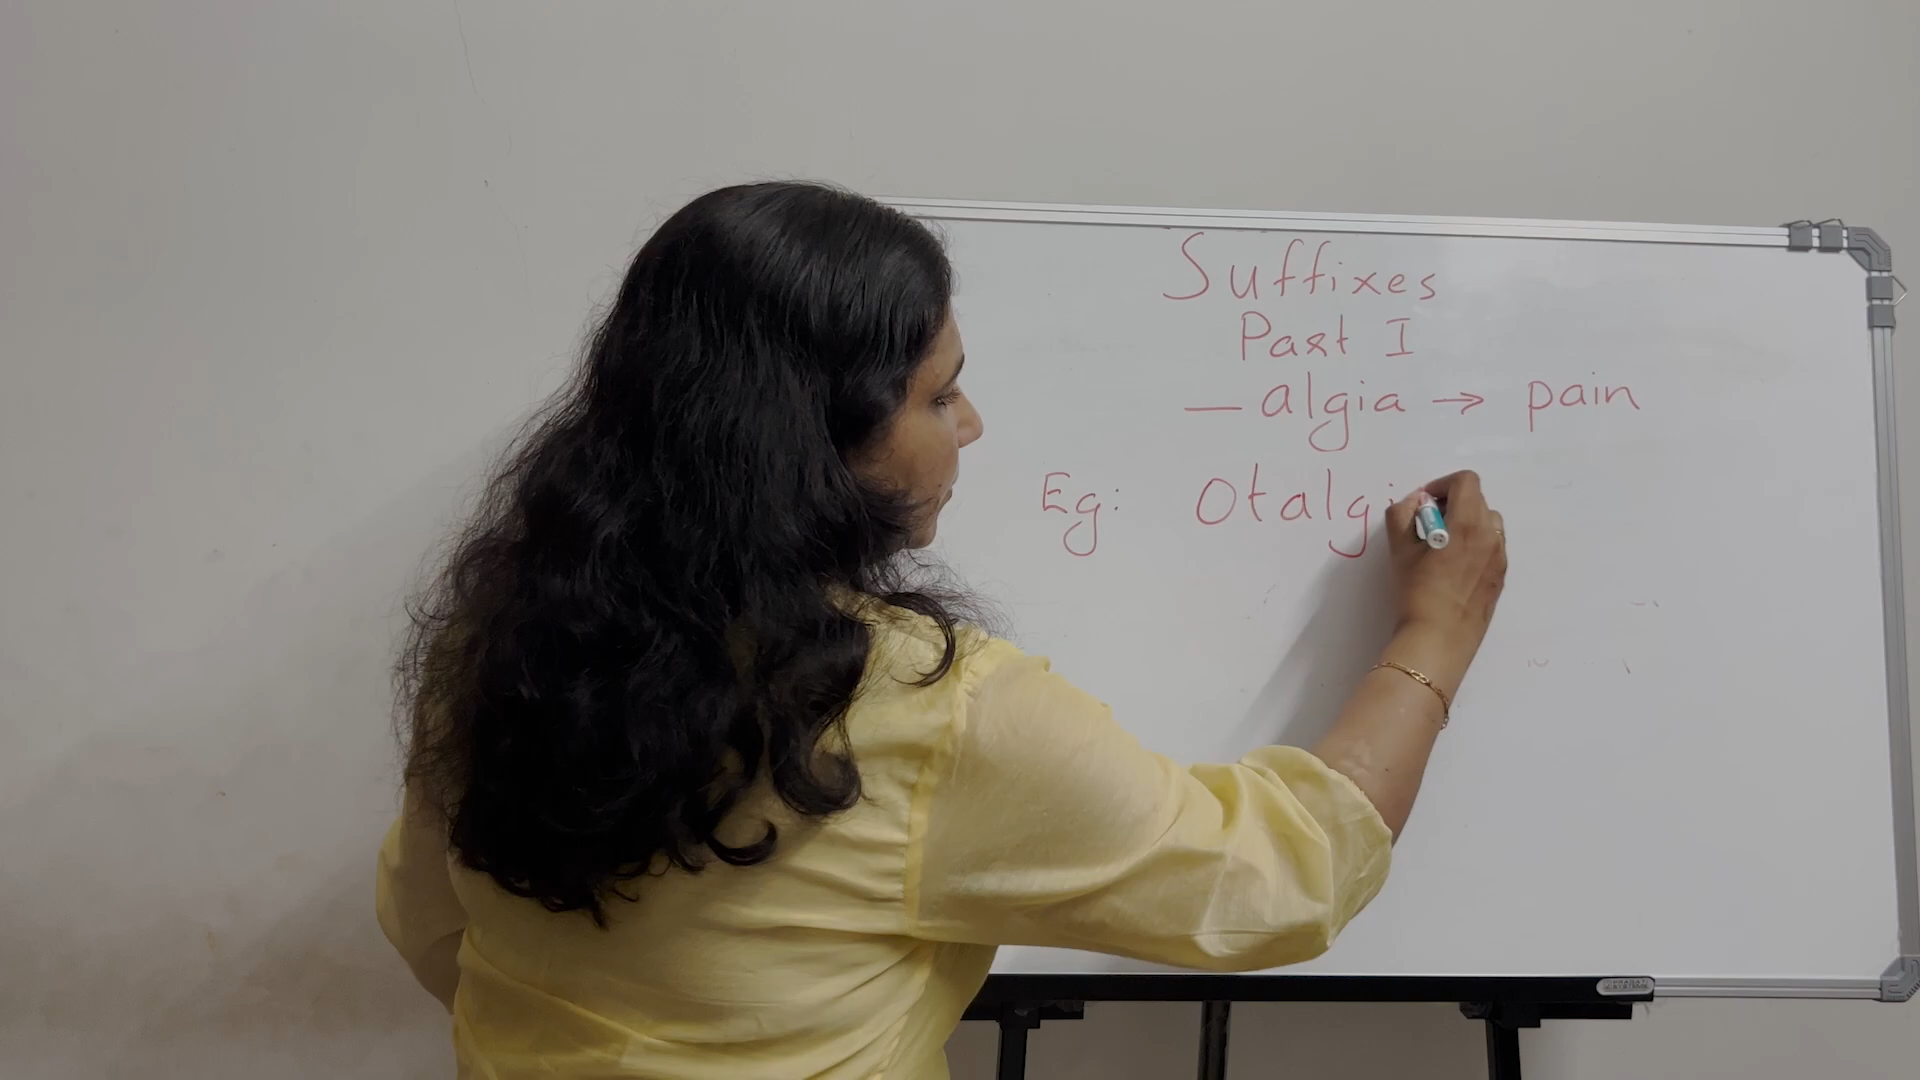 Suffixes
Part I
— algia → pain
Eg: Otalgi